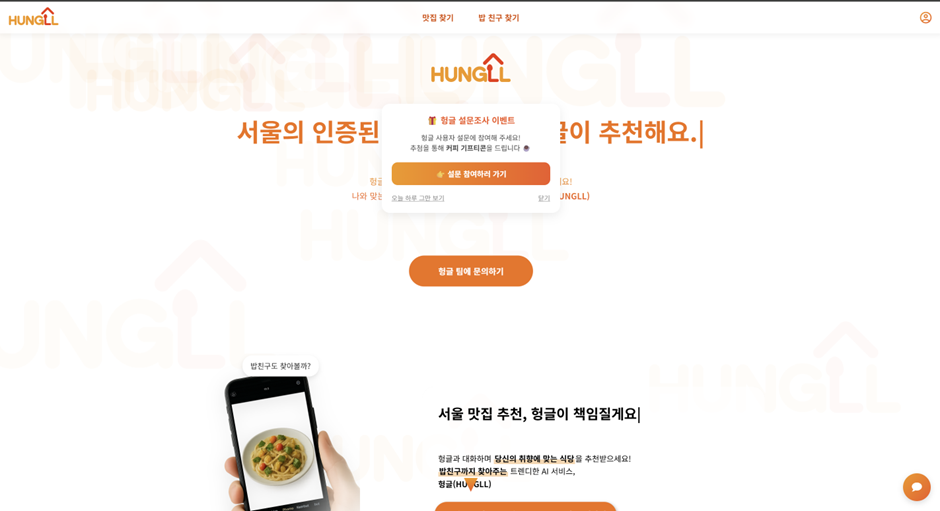 HUNGLL
맛집 찾기
밥 친구 찾기
HUNGLL
헝글 설문조사 이벤트
헝글 사용자 설문에 참여해 주세요!
추첨을 통해 커피 기프티콘을 드립니다
👉 설문 참여하러 가기
오늘 하루 그만 보기
닫기
서울의 인증된
이 추천해요.|
나와 맞는
UNGLL)
헝글 팀에 문의하기
밥친구도 찾아볼까?
서울 맛집 추천, 헝글이 책임질게요|
헝글과 대화하며 당신의 취향에 맞는 식당을 추천받으세요!
밥친구까지 찾아주는 트렌디한 AI 서비스,
헝글(HUNGLL)